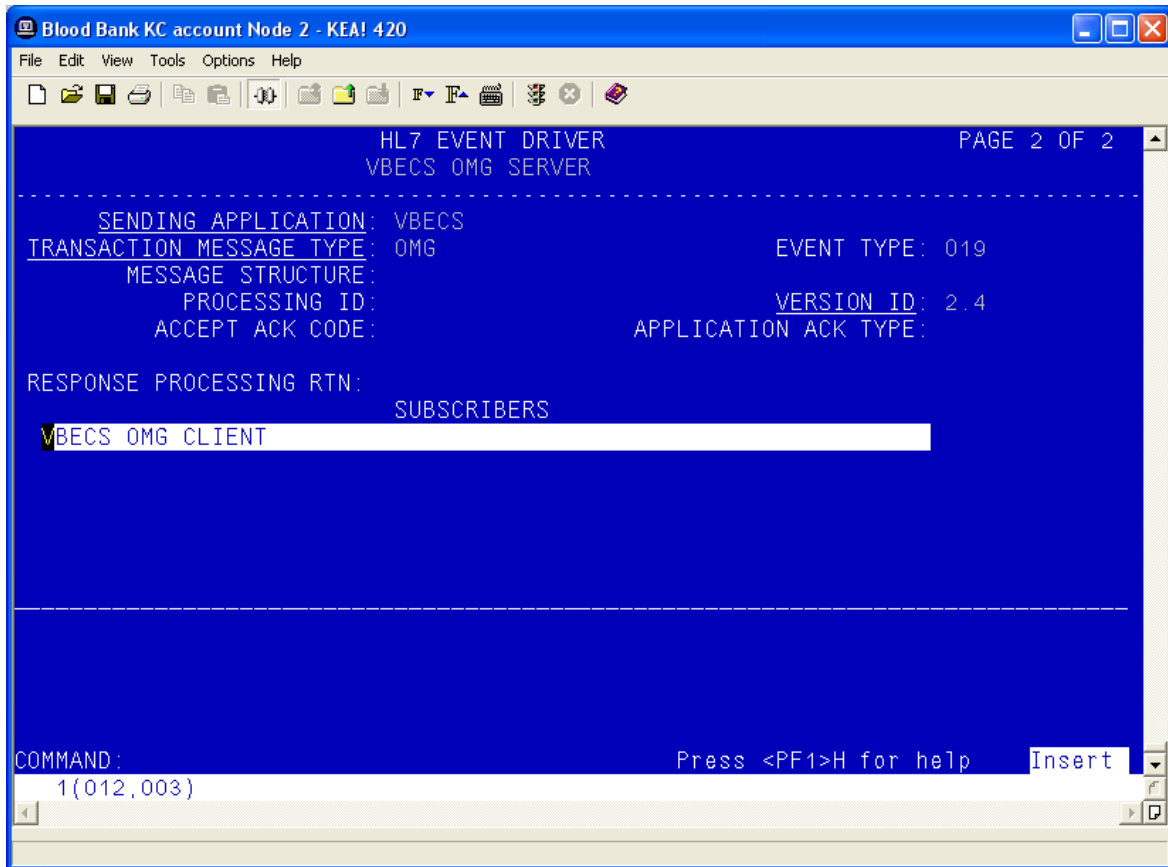 Blood Bank KC account Node 2 - KEA! 420
File Edit View Tools Options Help
HL7 EVENT DRIVER PAGE 2 OF 2
VBECS OMG SERVER
SENDING APPLICATION: VBECS
TRANSACTION MESSAGE TYPE: OMG EVENT TYPE: O19
MESSAGE STRUCTURE:
PROCESSING ID: VERSION ID: 2.4
ACCEPT ACK CODE: APPLICATION ACK TYPE:
RESPONSE PROCESSING RTN:
SUBSCRIBERS
VBECS OMG CLIENT
COMMAND: Press <PF1>H for help Insert
1(012,003)